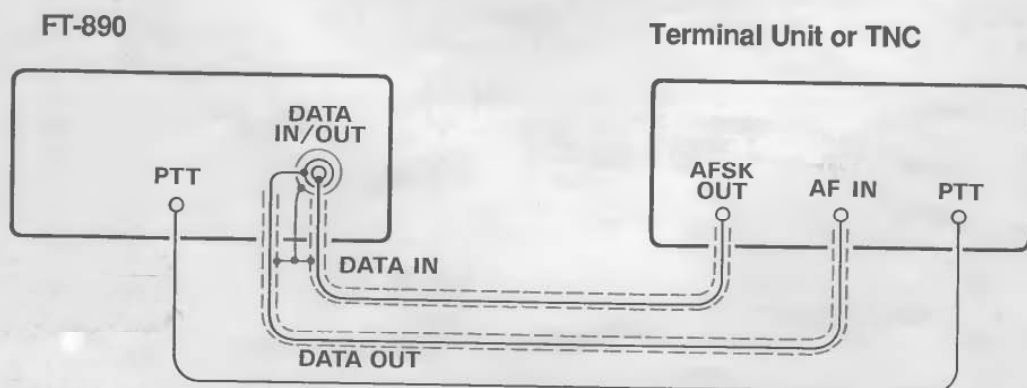 FT-890
Terminal Unit or TNC
DATA
IN/OUT
PTT
AFSK
OUT
AF IN
PTT
DATA IN
DATA OUT